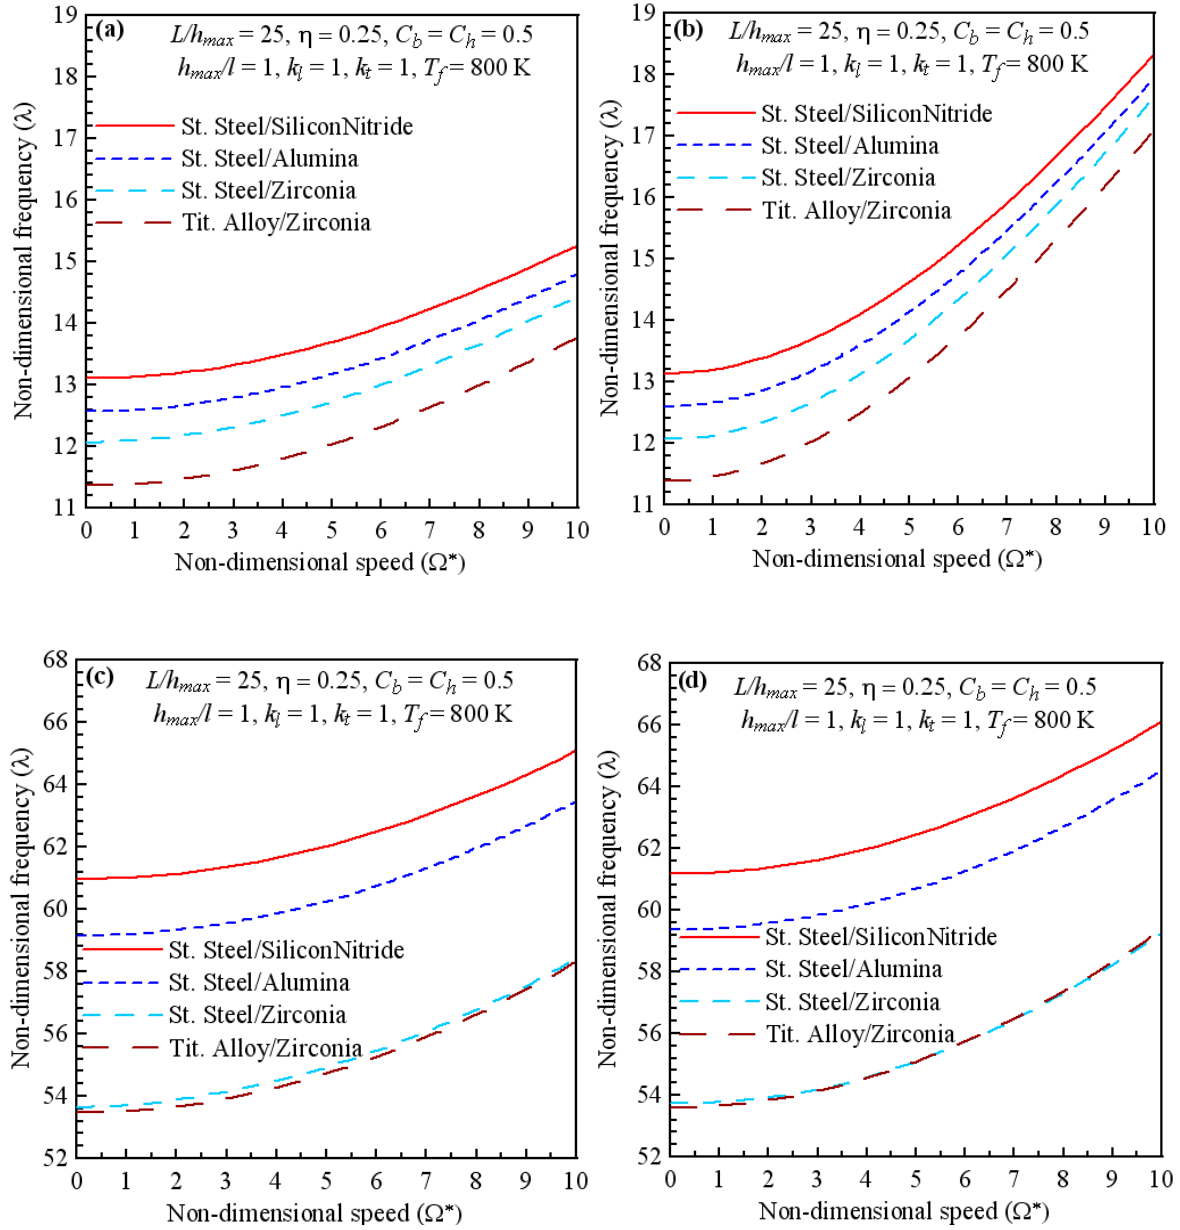 (a)
L/hmax = 25, η = 0.25, Cb = Ch = 0.5
hmax/l = 1, kl = 1, kt = 1, Tf = 800 K
St. Steel/SiliconNitride
St. Steel/Alumina
St. Steel/Zirconia
Tit. Alloy/Zirconia
Non-dimensional frequency (λ)
19
18
17
16
15
14
13
12
11
0 1 2 3 4 5 6 7 8 9 10
Non-dimensional speed (Ω*)
(b)
L/hmax = 25, η = 0.25, Cb = Ch = 0.5
hmax/l = 1, kl = 1, kt = 1, Tf = 800 K
St. Steel/SiliconNitride
St. Steel/Alumina
St. Steel/Zirconia
Tit. Alloy/Zirconia
Non-dimensional frequency (λ)
19
18
17
16
15
14
13
12
11
0 1 2 3 4 5 6 7 8 9 10
Non-dimensional speed (Ω*)
(c)
L/hmax = 25, η = 0.25, Cb = Ch = 0.5
hmax/l = 1, kl = 1, kt = 1, Tf = 800 K
St. Steel/SiliconNitride
St. Steel/Alumina
St. Steel/Zirconia
Tit. Alloy/Zirconia
Non-dimensional frequency (λ)
68
66
64
62
60
58
56
54
52
0 1 2 3 4 5 6 7 8 9 10
Non-dimensional speed (Ω*)
(d)
L/hmax = 25, η = 0.25, Cb = Ch = 0.5
hmax/l = 1, kl = 1, kt = 1, Tf = 800 K
St. Steel/SiliconNitride
St. Steel/Alumina
St. Steel/Zirconia
Tit. Alloy/Zirconia
Non-dimensional frequency (λ)
68
66
64
62
60
58
56
54
52
0 1 2 3 4 5 6 7 8 9 10
Non-dimensional speed (Ω*)